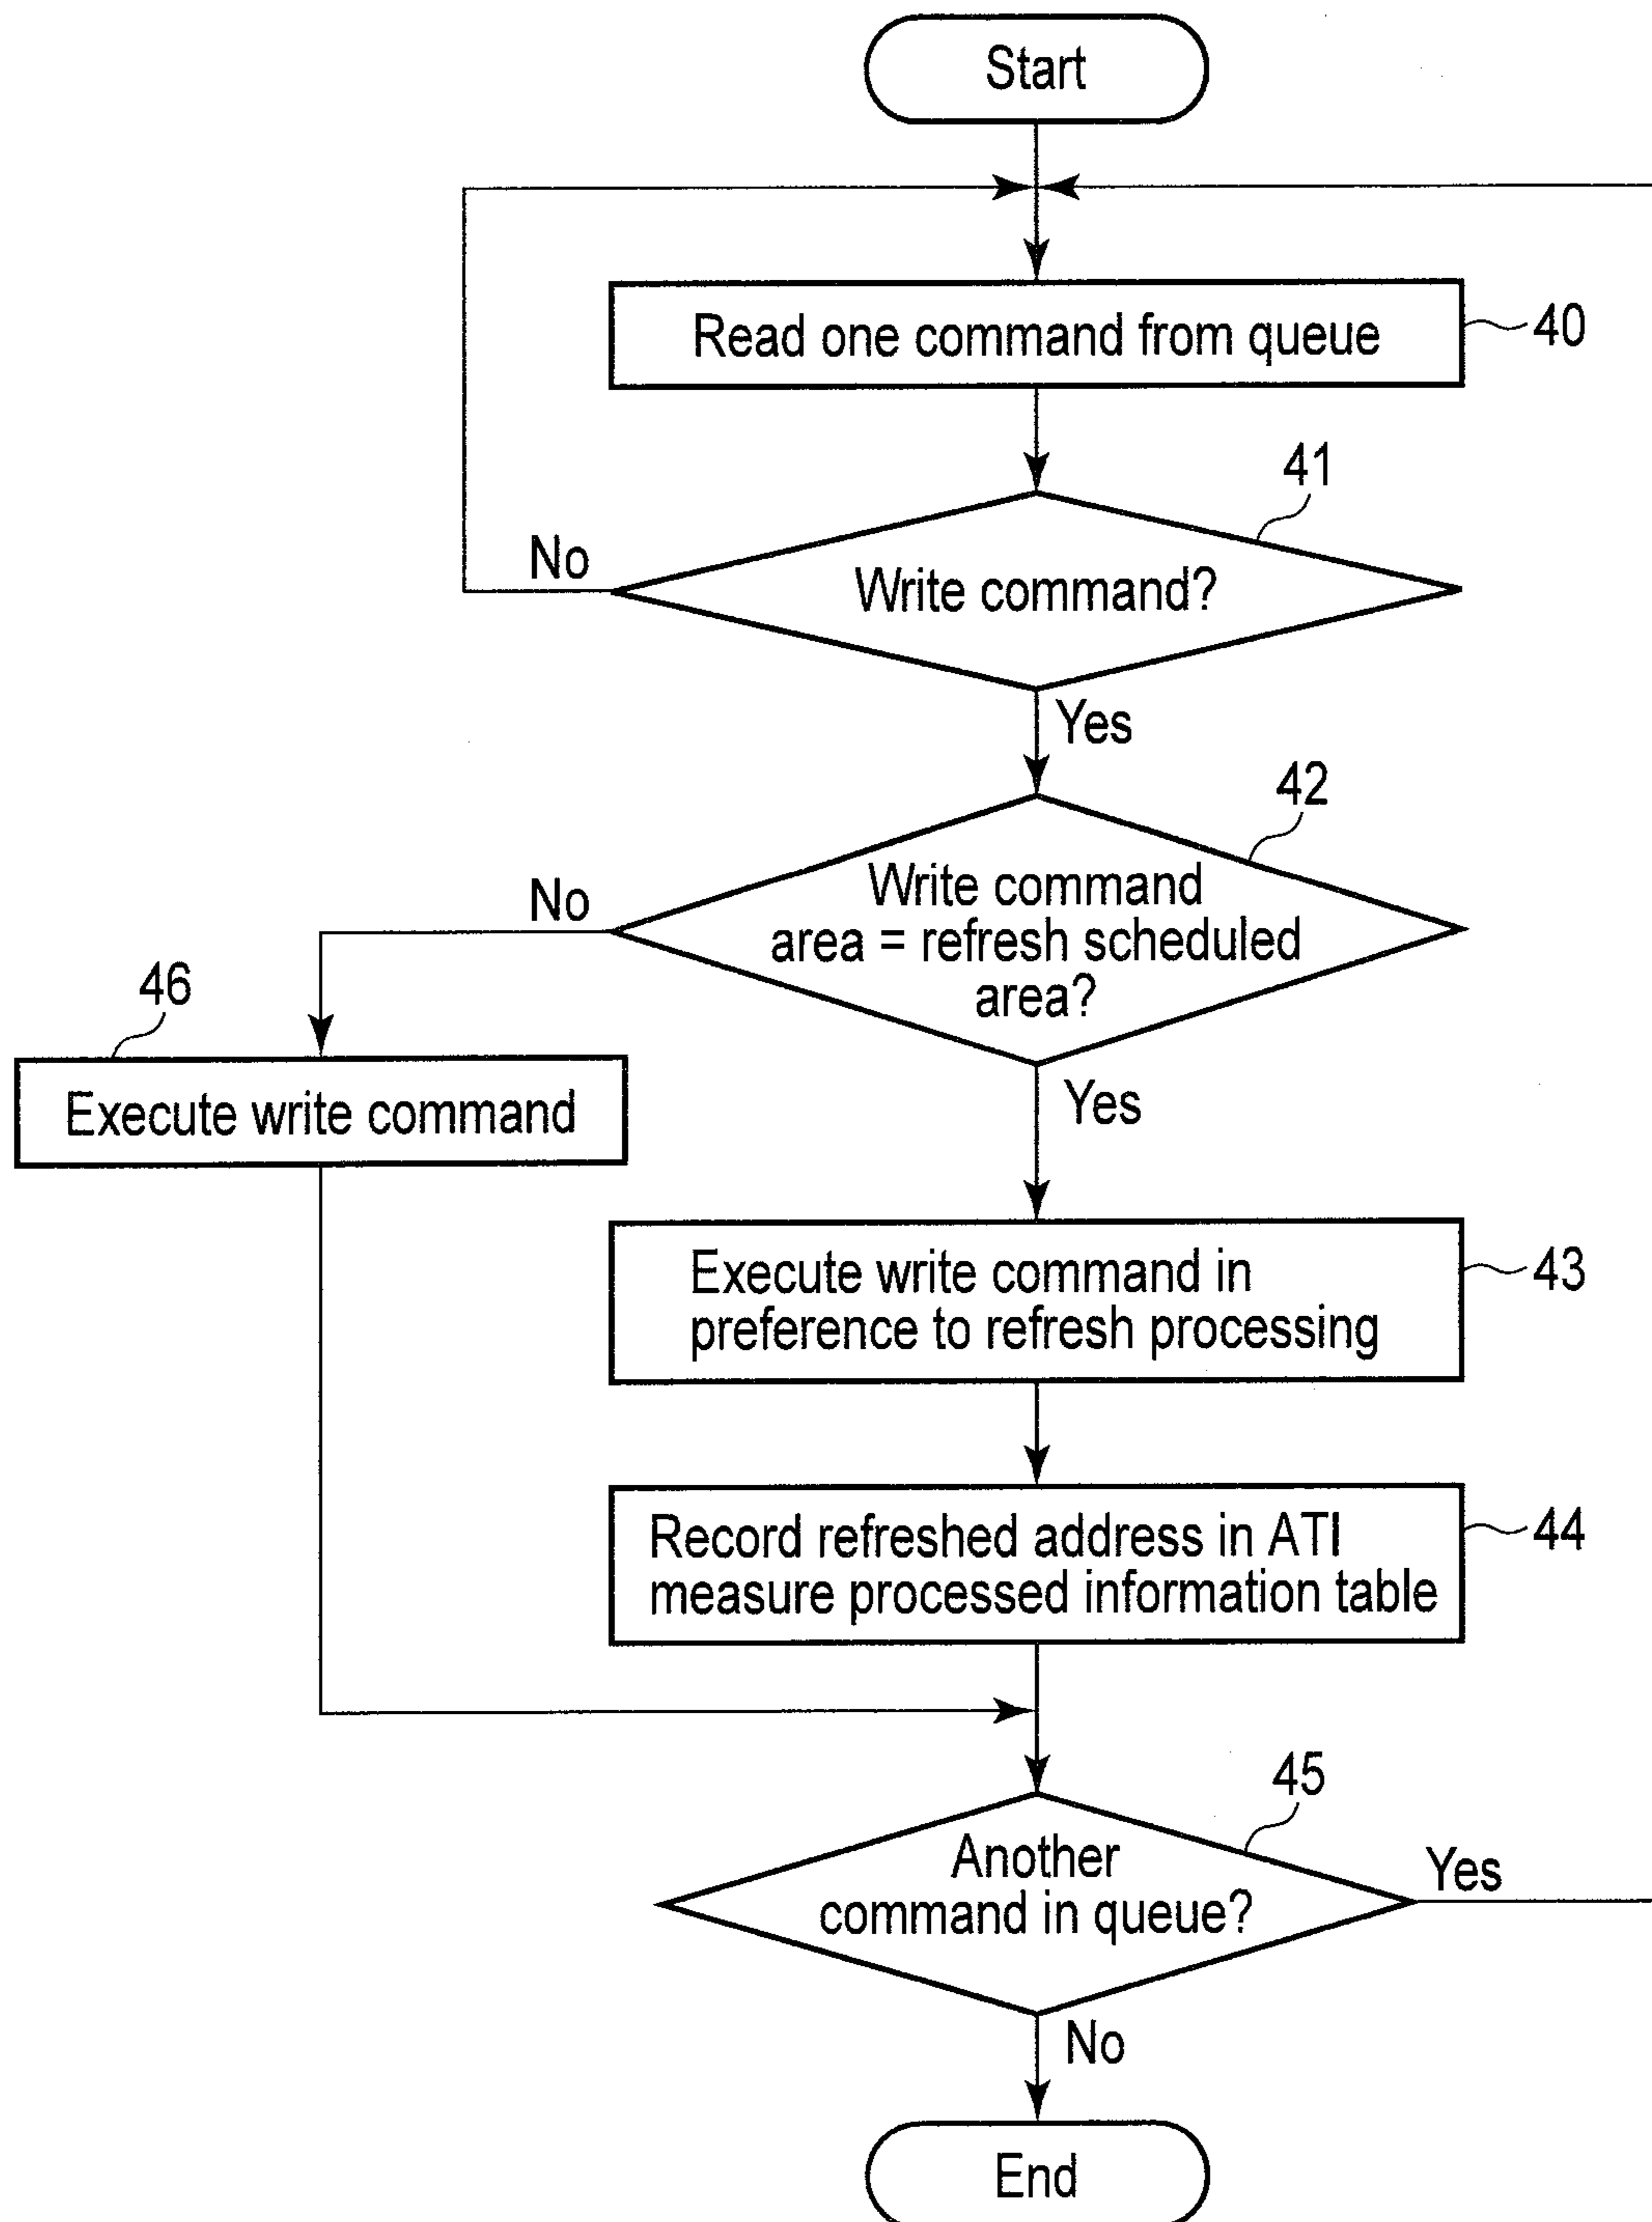 Start
Read one command from queue
40
41
No
Write command?
Yes
42
No
Write command
area = refresh scheduled
area?
46
Yes
Execute write command
Execute write command in
preference to refresh processing
43
Record refreshed address in ATI
measure processed information table
44
45
Another
command in queue?
Yes
No
End